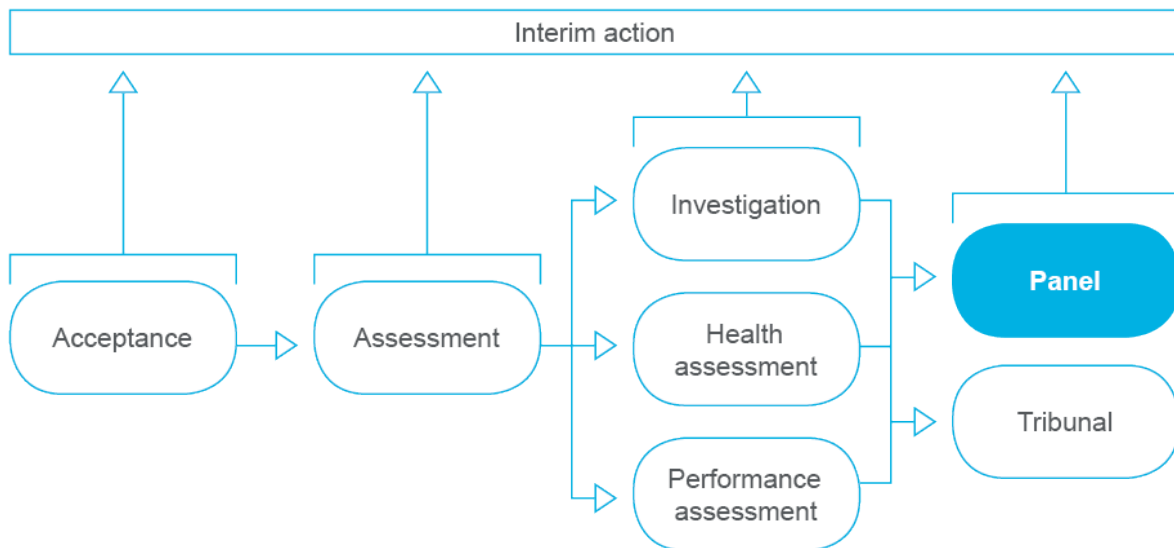 Interim action
Acceptance
Assessment
Investigation
Health
assessment
Performance
assessment
Panel
Tribunal